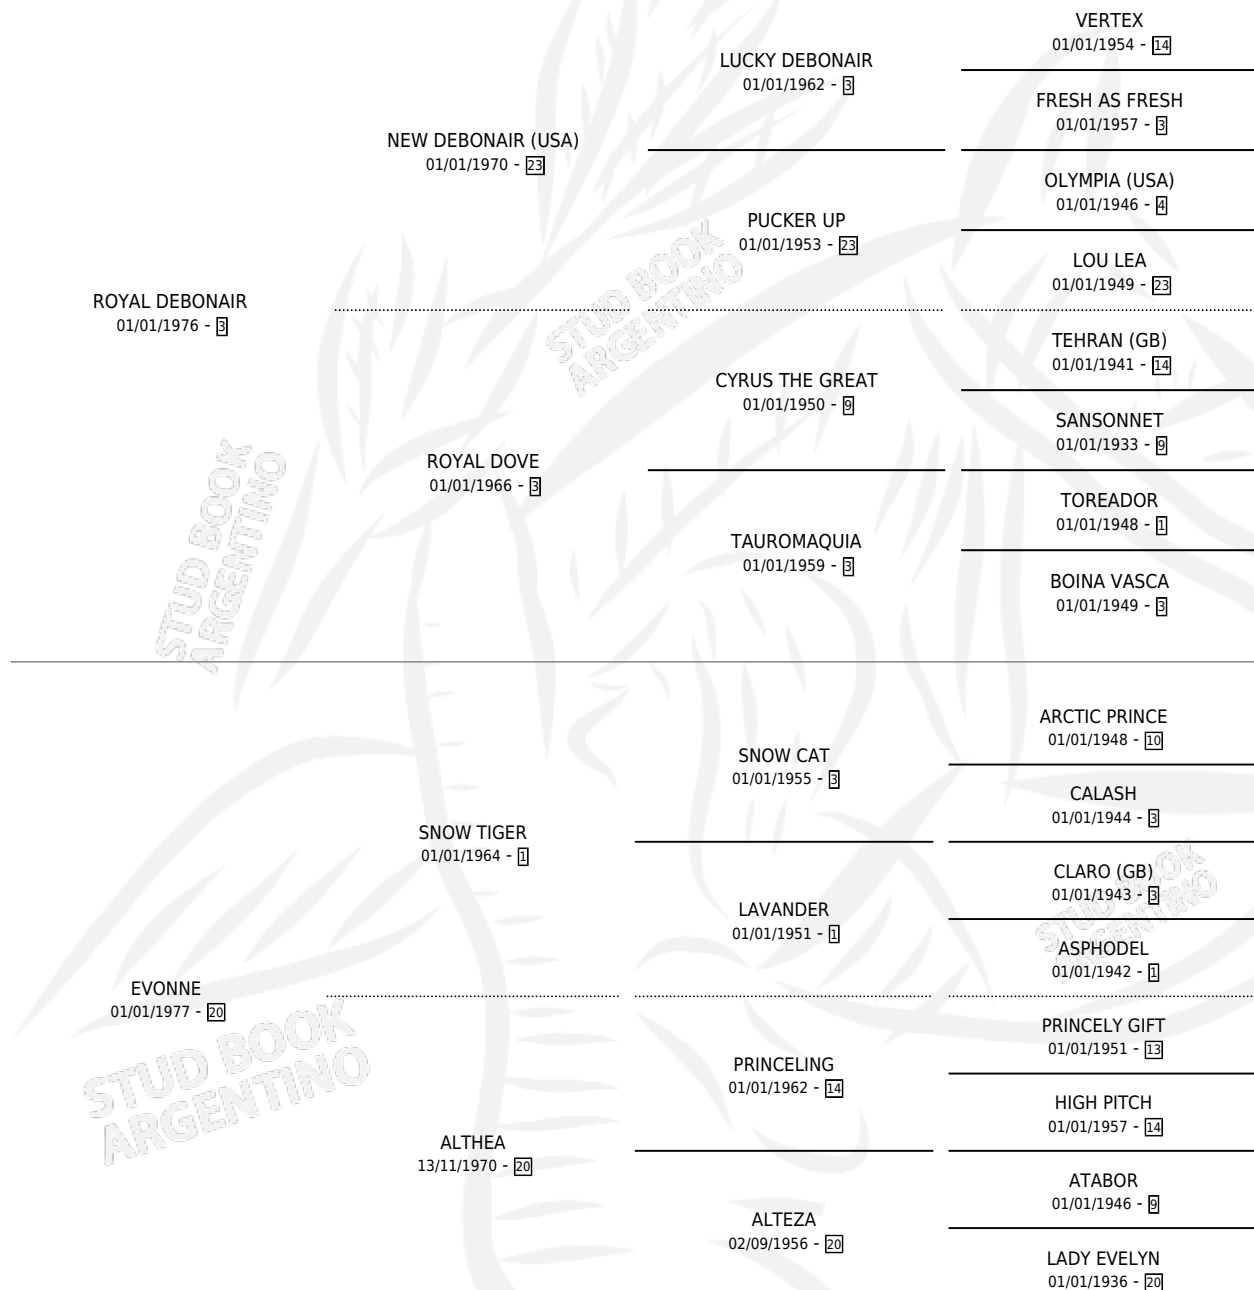 VERTEX
01/01/1954 - 14
LUCKY DEBONAIR
01/01/1962 - 3
FRESH AS FRESH
01/01/1957 - 3
NEW DEBONAIR (USA)
01/01/1970 - 23
OLYMPIA (USA)
01/01/1946 - 4
PUCKER UP
01/01/1953 - 23
LOU LEA
01/01/1949 - 23
ROYAL DEBONAIR
01/01/1976 - 3
STUD BOOK
ARGENTINO
TEHRAN (GB)
01/01/1941 - 14
CYRUS THE GREAT
01/01/1950 - 9
SANSONNET
01/01/1933 - 9
ROYAL DOVE
01/01/1966 - 3
TOREADOR
01/01/1948 - 1
TAUROMAQUIA
01/01/1959 - 3
BOINA VASCA
01/01/1949 - 3
STUD BOOK
ARGENTINO
ARCTIC PRINCE
01/01/1948 - 10
SNOW CAT
01/01/1955 - 3
CALASH
01/01/1944 - 3
SNOW TIGER
01/01/1964 - 1
CLARO (GB)
01/01/1943 - 3
LAVANDER
01/01/1951 - 1
STUD BOOK
ARGENTINO
ASPHODEL
01/01/1942 - 1
EVONNE
01/01/1977 - 20
PRINCELY GIFT
01/01/1951 - 13
PRINCELING
01/01/1962 - 14
HIGH PITCH
01/01/1957 - 14
STUD BOOK
ARGENTINO
ALTHEA
13/11/1970 - 20
ATABOR
01/01/1946 - 9
ALTEZA
02/09/1956 - 20
LADY EVELYN
01/01/1936 - 20